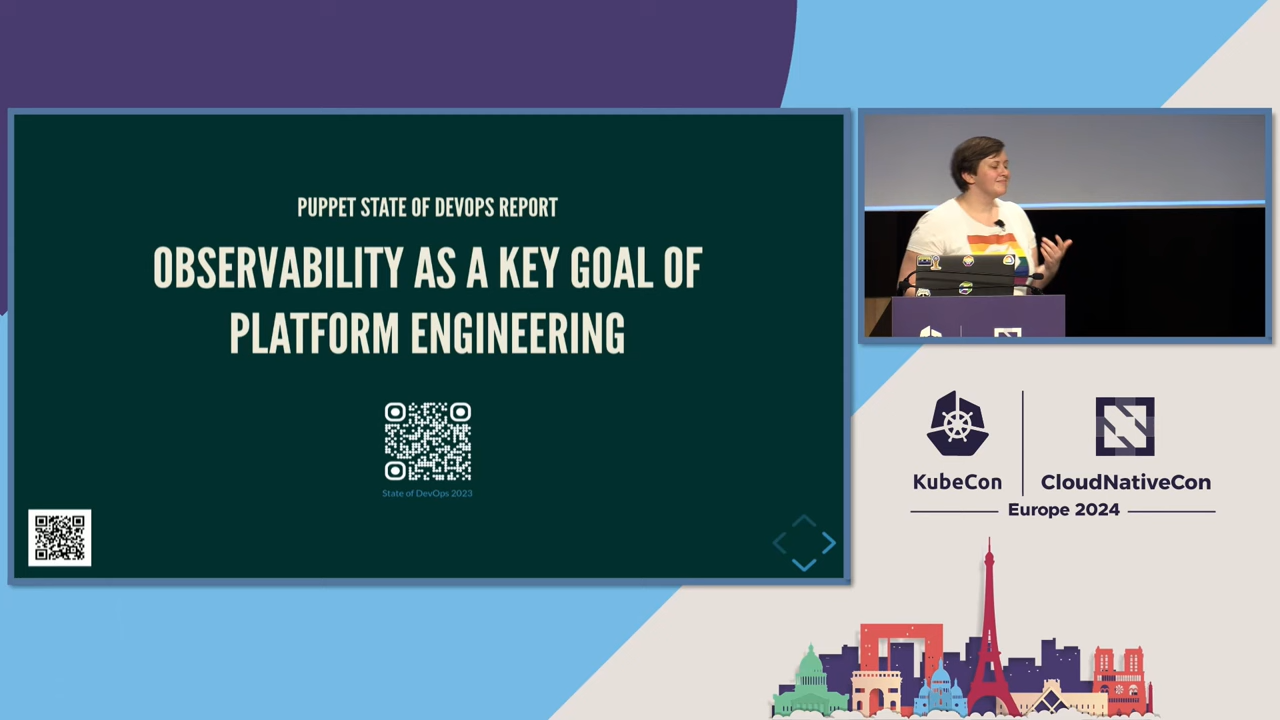 PUPPET STATE OF DEVOPS REPORT
OBSERVABILITY AS A KEY GOAL OF
PLATFORM ENGINEERING
State of DevOps 2023
KubeCon
CloudNativeCon
Europe 2024